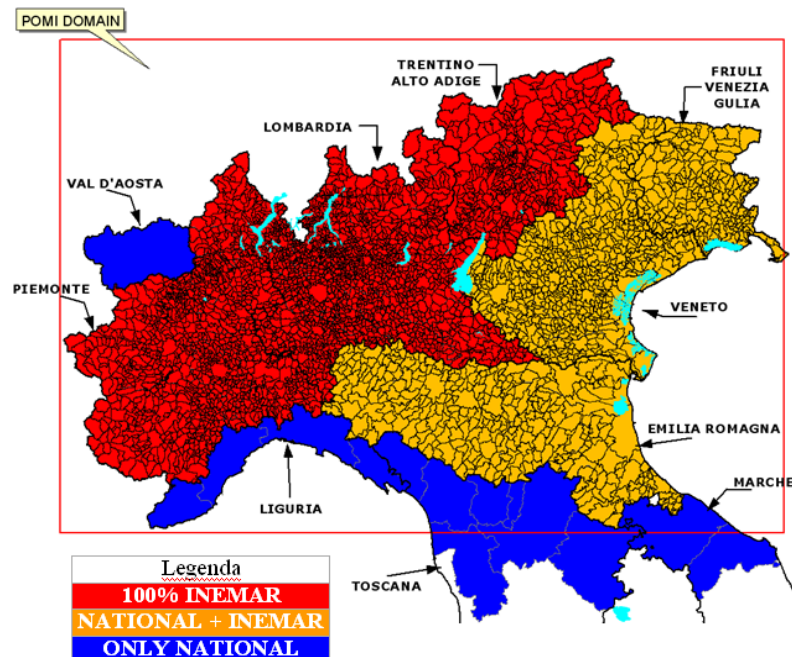 POMI DOMAIN
TRENTINO
ALTO ADIGE
FRIULI
VENEZIA
GULIA
LOMBARDIA
VAL D'AOSTA
PIEMONTE
VENETO
EMILIA ROMAGNA
MARCHE
LIGURIA
TOSCANA
Legenda
100% INEMAR
NATIONAL + INEMAR
ONLY NATIONAL